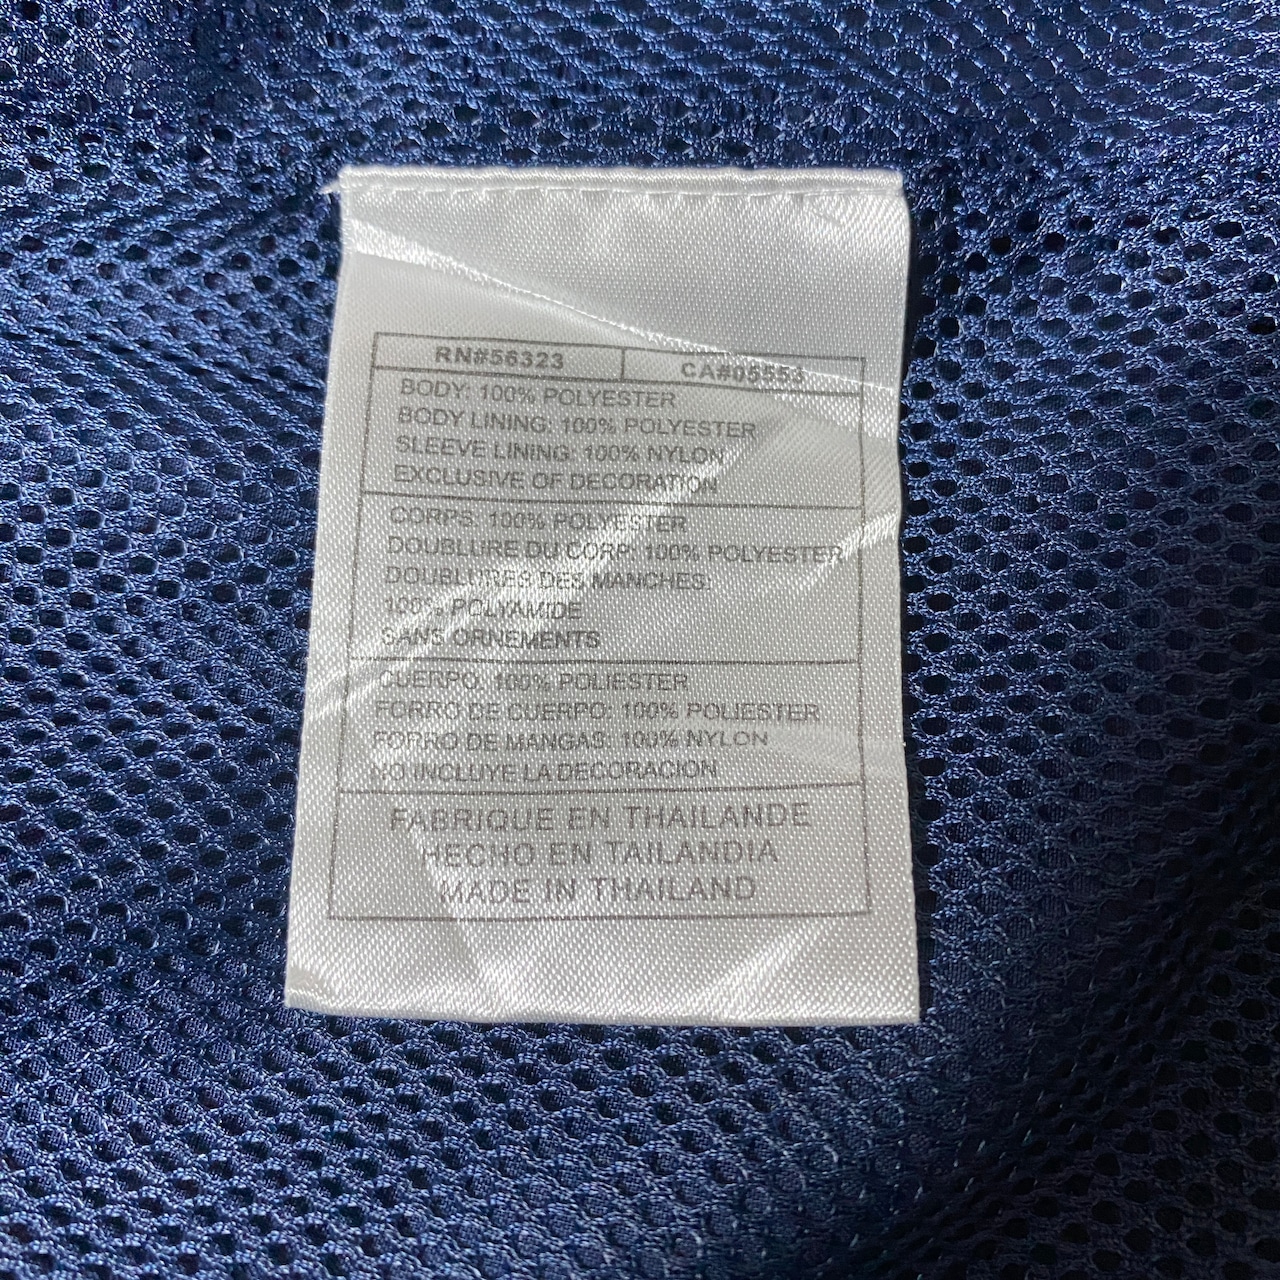 RN#56323 CA#05553
BODY: 100% POLYESTER
BODY LINING: 100% POLYESTER
SLEEVE LINING: 100% NYLON
EXCLUSIVE OF DECORATION
CORPS: 100% POLYESTER
DOUBLURE DU CORP: 100% POLYESTER
DOUBLURES DES MANCHES:
100% POLYAMIDE
SANS ORNEMENTS
CUERPO: 100% POLIESTER
FORRO DE CUERPO: 100% POLIESTER
FORRO DE MANGAS: 100% NYLON
NO INCLUYE LA DECORACION
FABRIQUE EN THAILANDE
HECHO EN TAILANDIA
MADE IN THAILAND